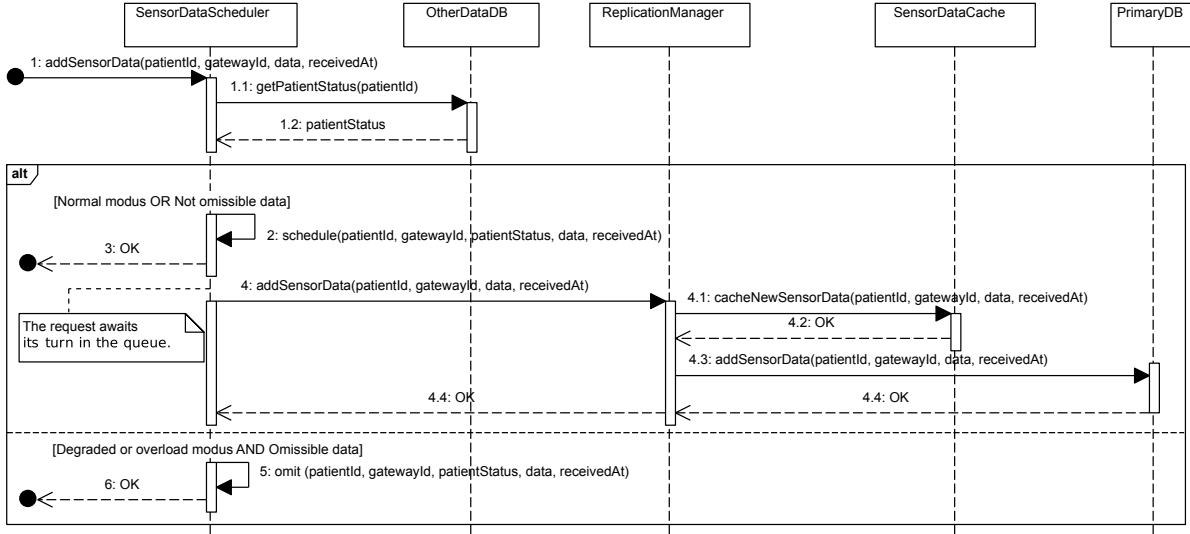 SensorDataScheduler
OtherDataDB
ReplicationManager
SensorDataCache
PrimaryDB
1: addSensorData(patientId, gatewayId, data, receivedAt)
1.1: getPatientStatus(patientId)
1.2: patientStatus
alt
[Normal modus OR Not omissible data]
2: schedule(patientId, gatewayId, patientStatus, data, receivedAt)
3: OK
4: addSensorData(patientId, gatewayId, data, receivedAt)
4.1: cacheNewSensorData(patientId, gatewayId, data, receivedAt)
The request awaits
its turn in the queue.
4.2: OK
4.3: addSensorData(patientId, gatewayId, data, receivedAt)
4.4: OK
4.4: OK
[Degraded or overload modus AND Omissible data]
5: omit (patientId, gatewayId, patientStatus, data, receivedAt)
6: OK